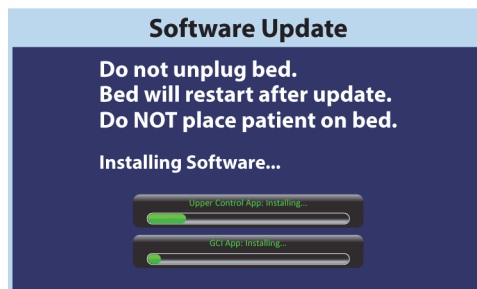 Software Update
Do not unplug bed.
Bed will restart after update.
Do NOT place patient on bed.
Installing Software...
Upper Control App: Installing...
GCI App: Installing...